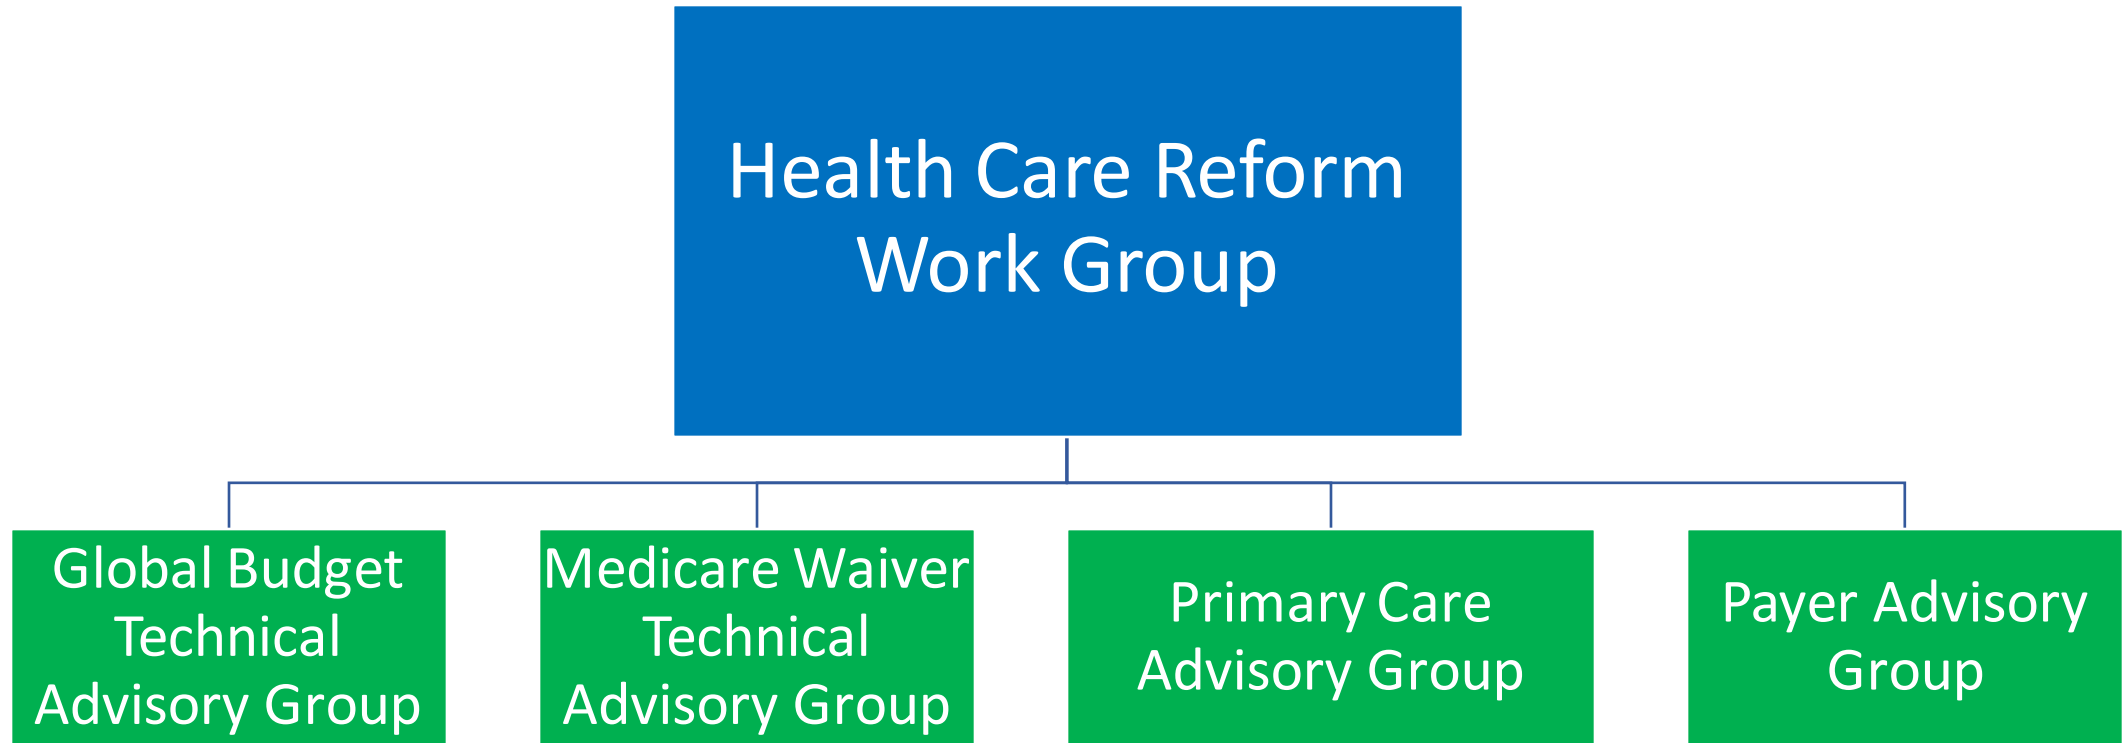 Health Care Reform
Work Group
Global Budget
Technical
Advisory Group
Medicare Waiver
Technical
Advisory Group
Primary Care
Advisory Group
Payer Advisory
Group